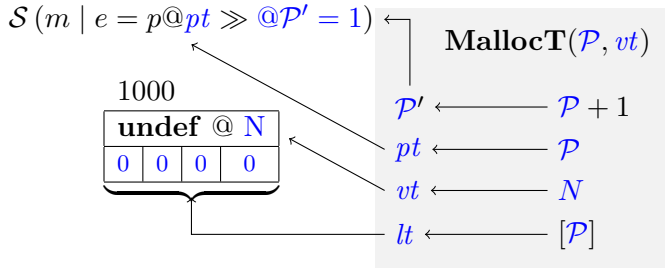 𝒮 (m | e = p@pt ≫ @𝒫′ = 1)
MallocT(𝒫, vt)
1000
undef @ N
0 0 0 0
𝒫′ 𝒫 + 1
pt 𝒫
vt N
lt [𝒫]